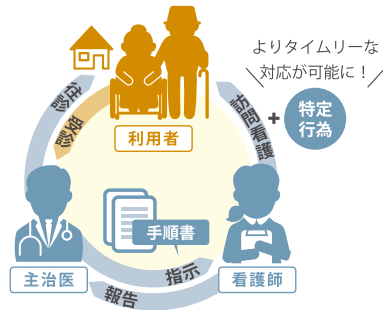 よりタイムリーな
対応が可能に！
往診
受診
訪問看護
+
特定
行為
利用者
手順書
主治医
指示
看護師
報告